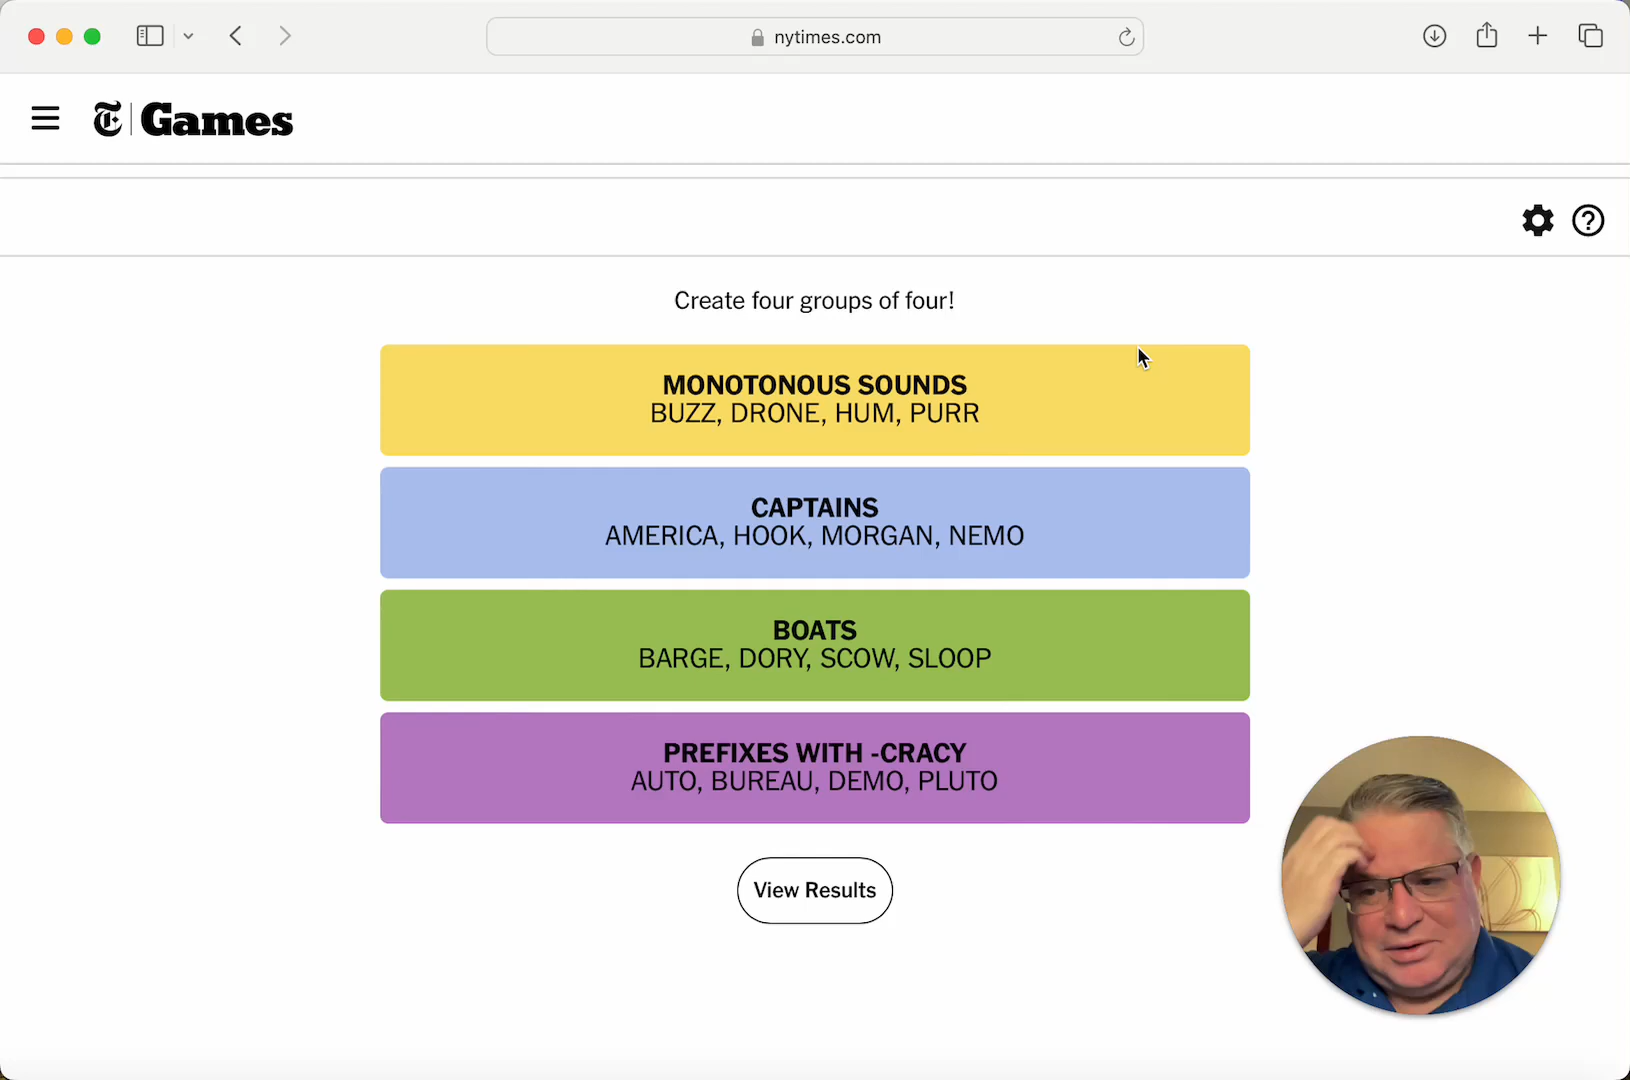 nytimes.com
T Games
Create four groups of four!
MONOTONOUS SOUNDS
BUZZ, DRONE, HUM, PURR
CAPTAINS
AMERICA, HOOK, MORGAN, NEMO
BOATS
BARGE, DORY, SCOW, SLOOP
PREFIXES WITH -CRACY
AUTO, BUREAU, DEMO, PLUTO
View Results